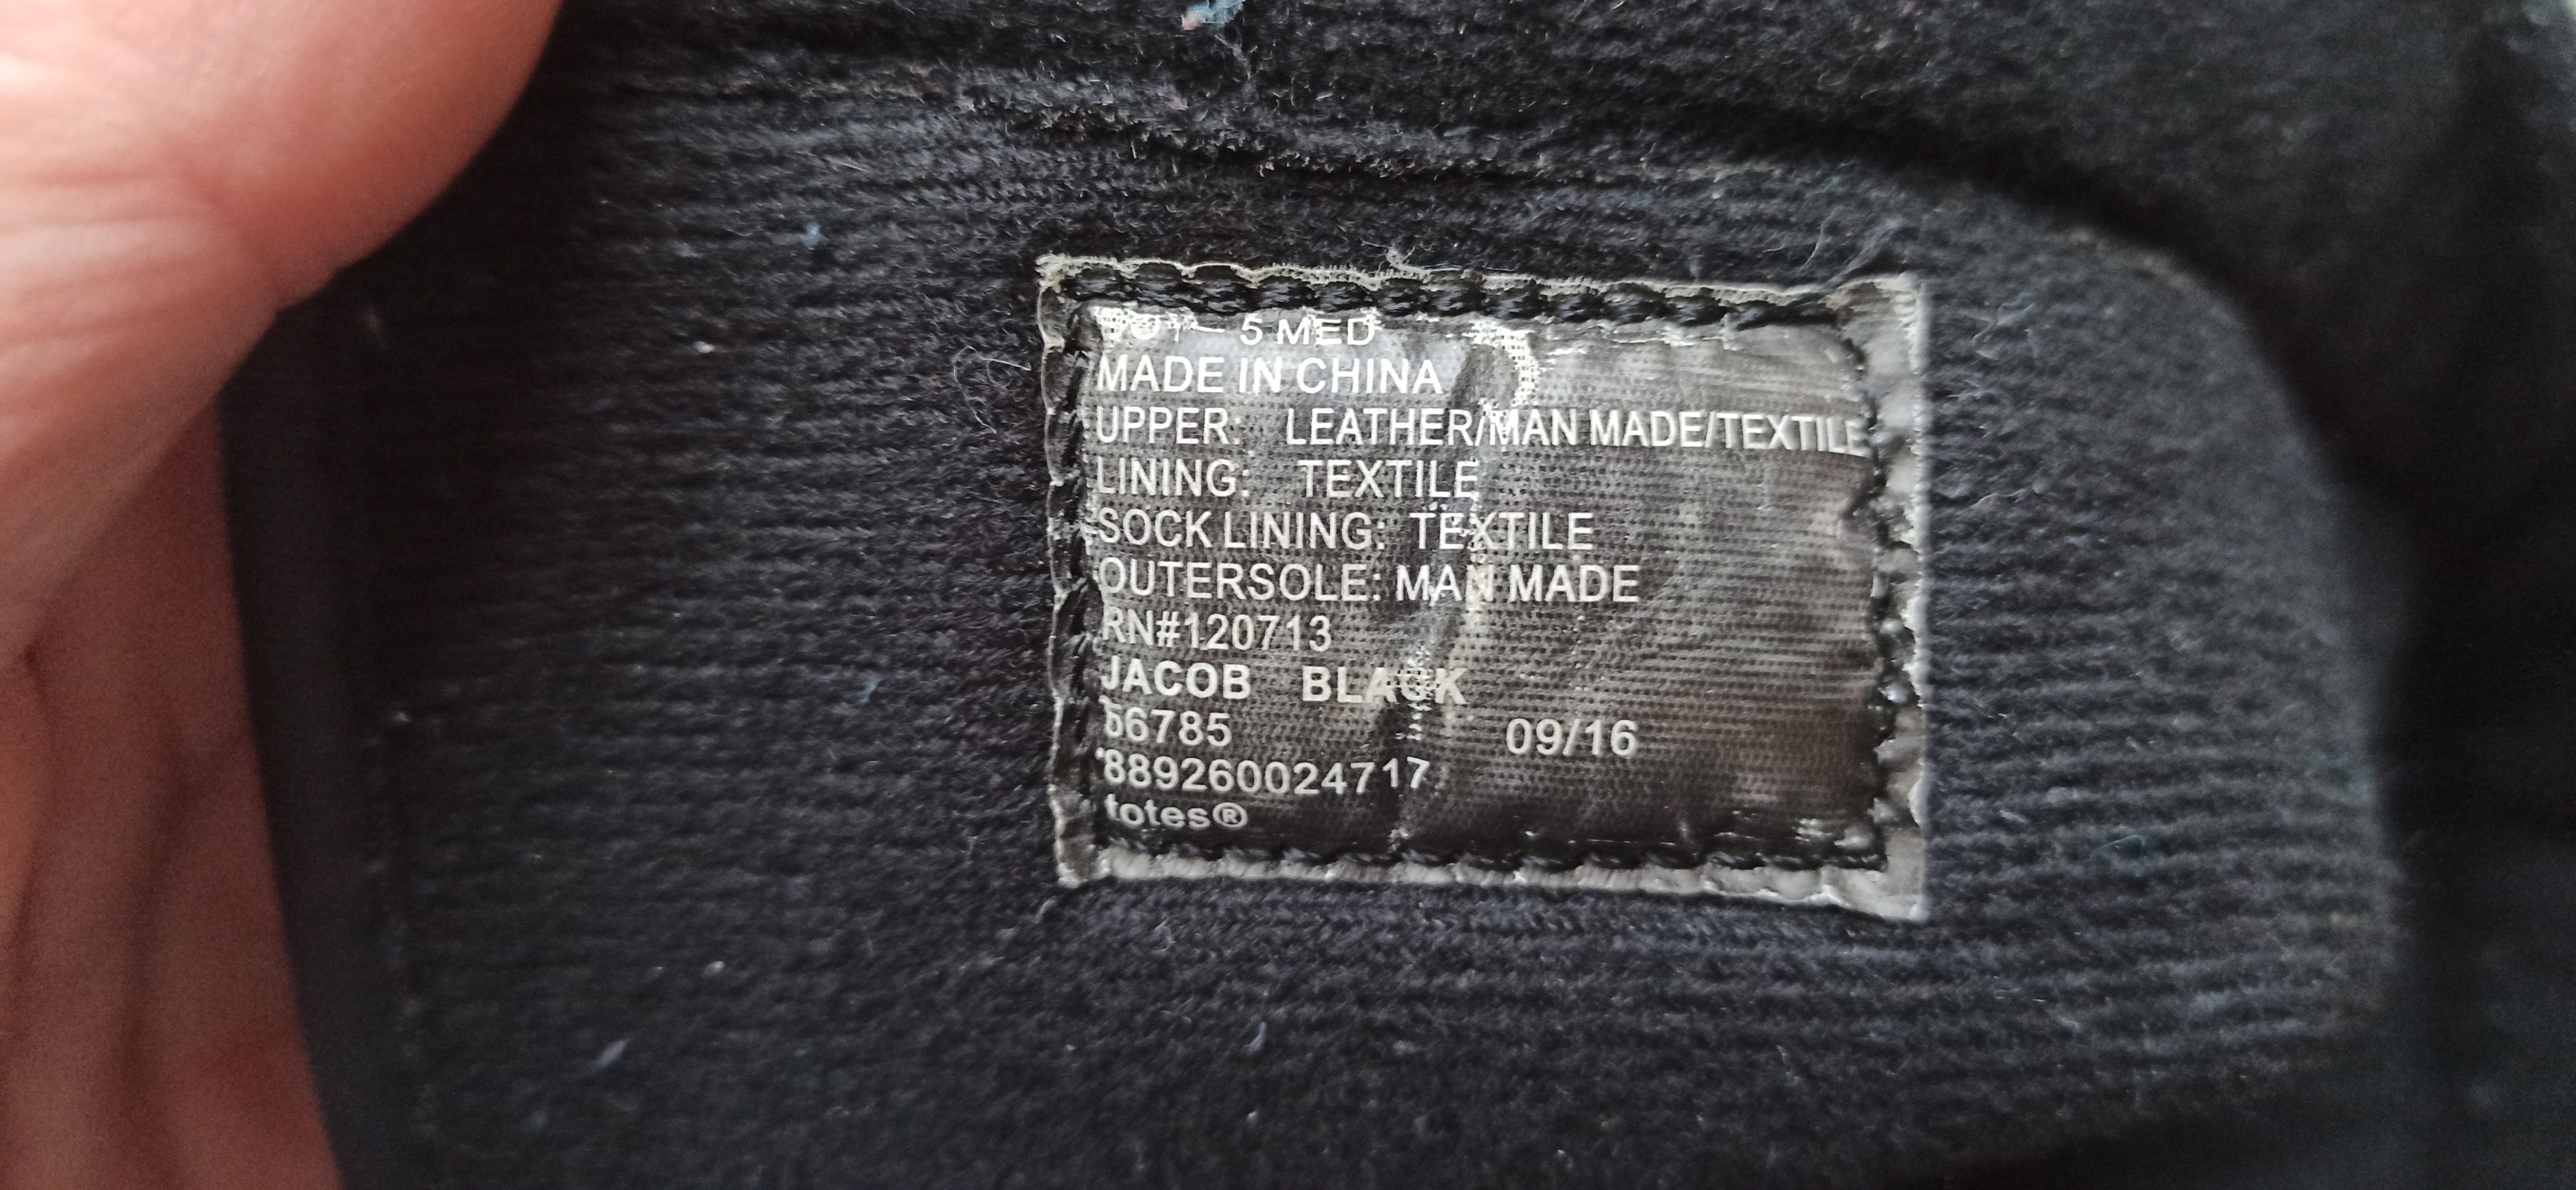 5 MED
MADE IN CHINA
UPPER: LEATHER/MAN MADE/TEXTILE
LINING: TEXTILE
SOCK LINING: TEXTILE
OUTERSOLE: MAN MADE
RN#120713
JACOB BLACK
56785 09/16
889260024717
totes®